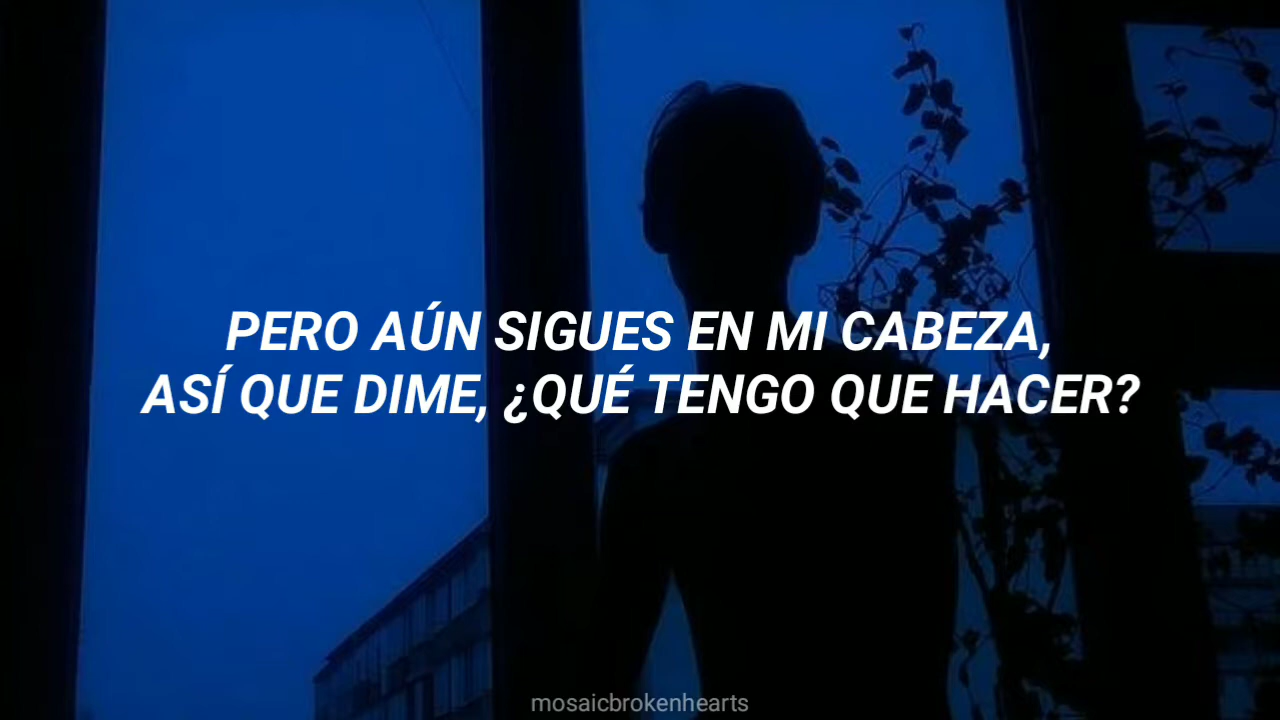 PERO AÚN SIGUES EN MI CABEZA,
ASÍ QUE DIME, ¿QUÉ TENGO QUE HACER?
mosaicbrokenhearts